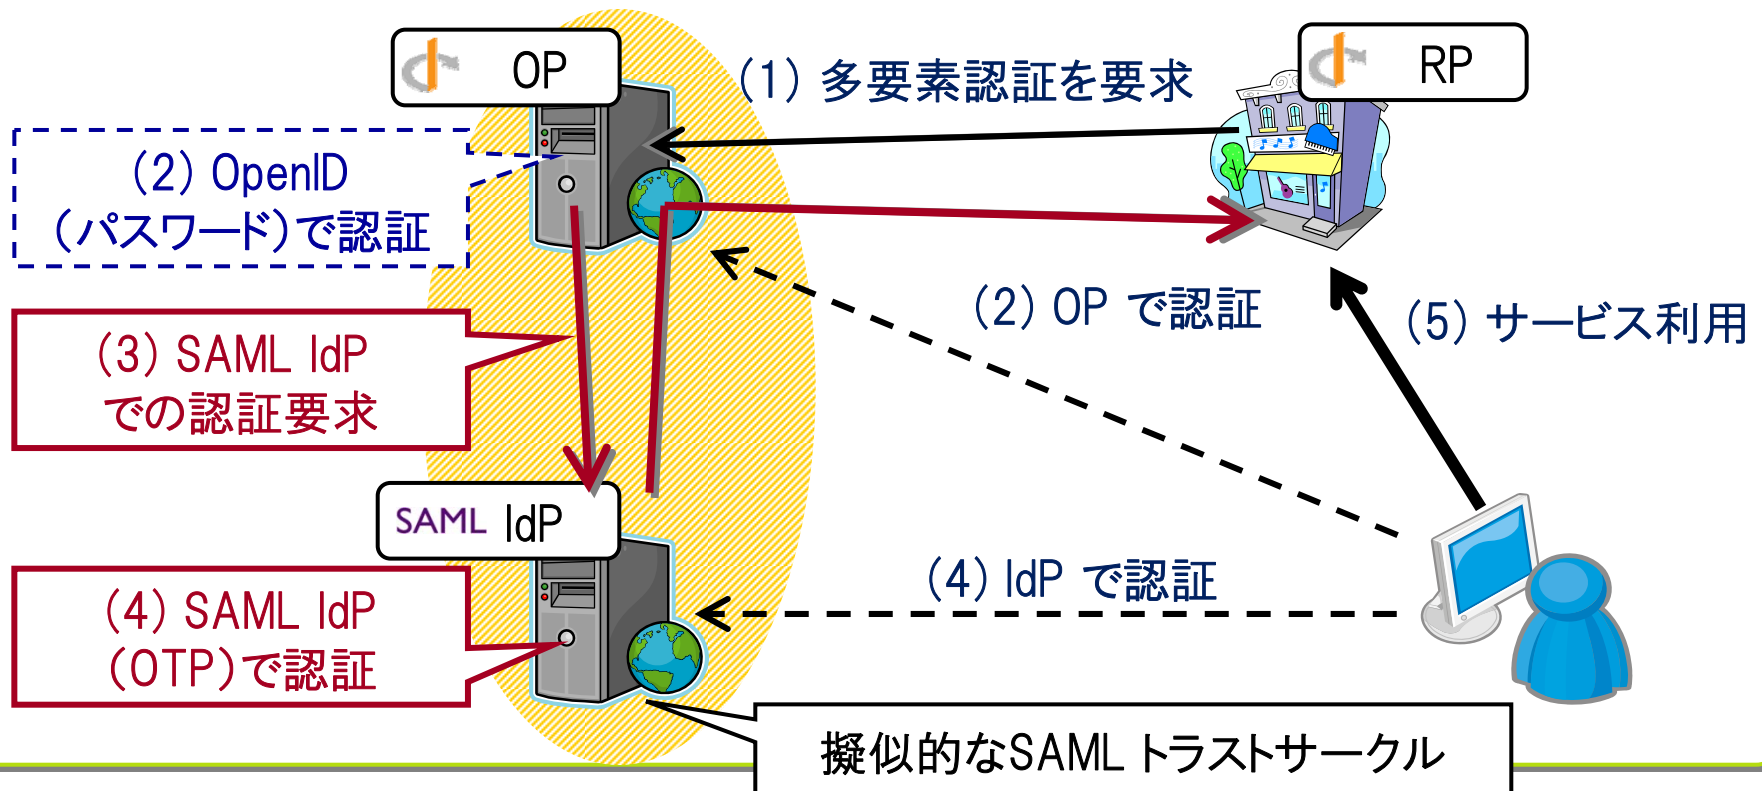 OP
RP
(1) 多要素認証を要求
(2) OpenID
(パスワード)で認証
(2) OP で認証
(5) サービス利用
(3) SAML IdP
での認証要求
SAML IdP
(4) IdP で認証
(4) SAML IdP
(OTP)で認証
擬似的なSAML トラストサークル